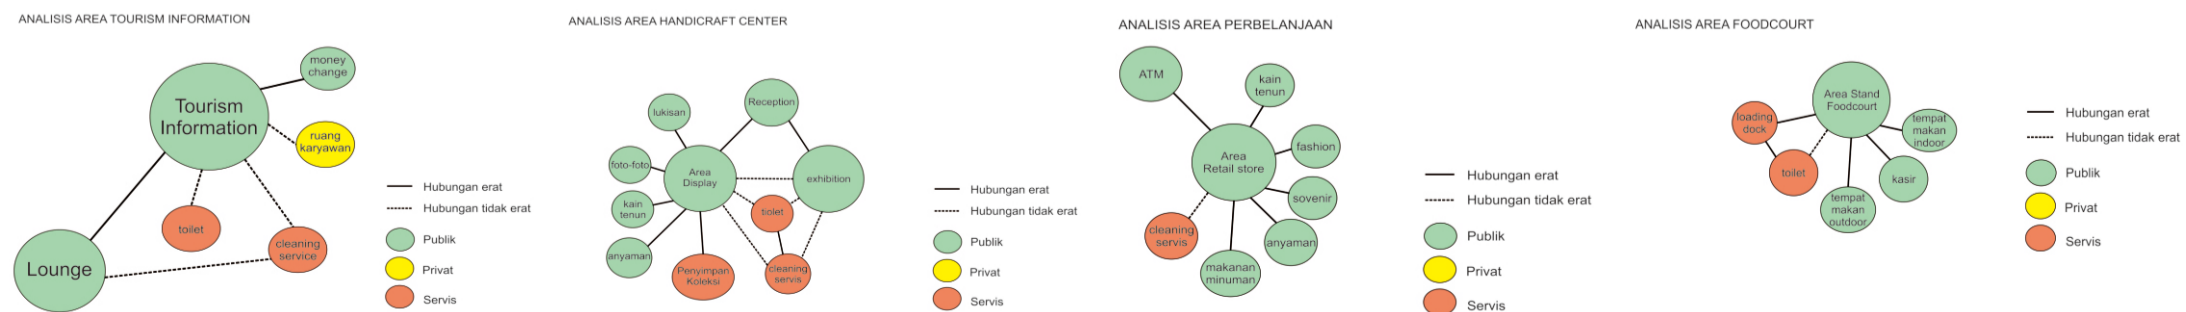 ANALISIS AREA TOURISM INFORMATION
money
change
Tourism
Information
ruang
karyawan
toilet
cleaning
service
Lounge
Hubungan erat
Hubungan tidak erat
Publik
Privat
Servis
ANALISIS AREA HANDICRAFT CENTER
lukisan
Reception
foto-foto
Area
Display
exhibition
kain
tenun
tiolet
anyaman
Penyimpan
Koleksi
cleaning
servis
Hubungan erat
Hubungan tidak erat
Publik
Privat
Servis
ANALISIS AREA PERBELANJAAN
ATM
kain
tenun
Area
Retail store
fashion
sovenir
cleaning
servis
anyaman
makanan
minuman
Hubungan erat
Hubungan tidak erat
Publik
Privat
Servis
ANALISIS AREA FOODCOURT
Area Stand
Foodcourt
loading
dock
tempat
makan
indoor
toilet
kasir
tempat
makan
outdoor
Hubungan erat
Hubungan tidak erat
Publik
Privat
Servis